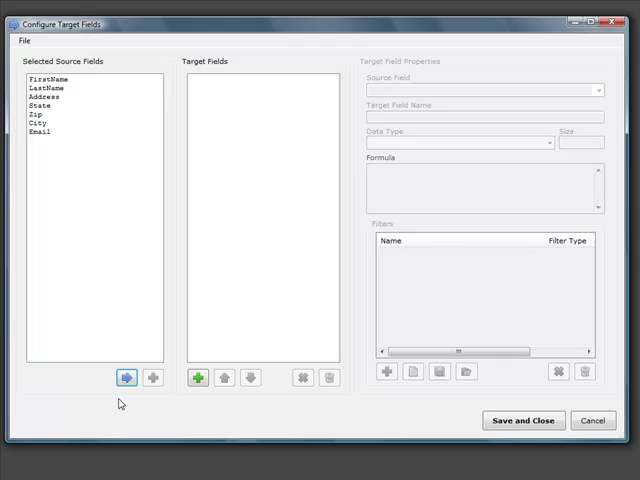 Configure Target Fields
File
Selected Source Fields
FirstName
LastName
Address
State
Zip
City
Email
Target Fields
Target Field Properties
Source Field
Target Field Name
Data Type
Size
Formula
Filters
Name Filter Type
Save and Close
Cancel